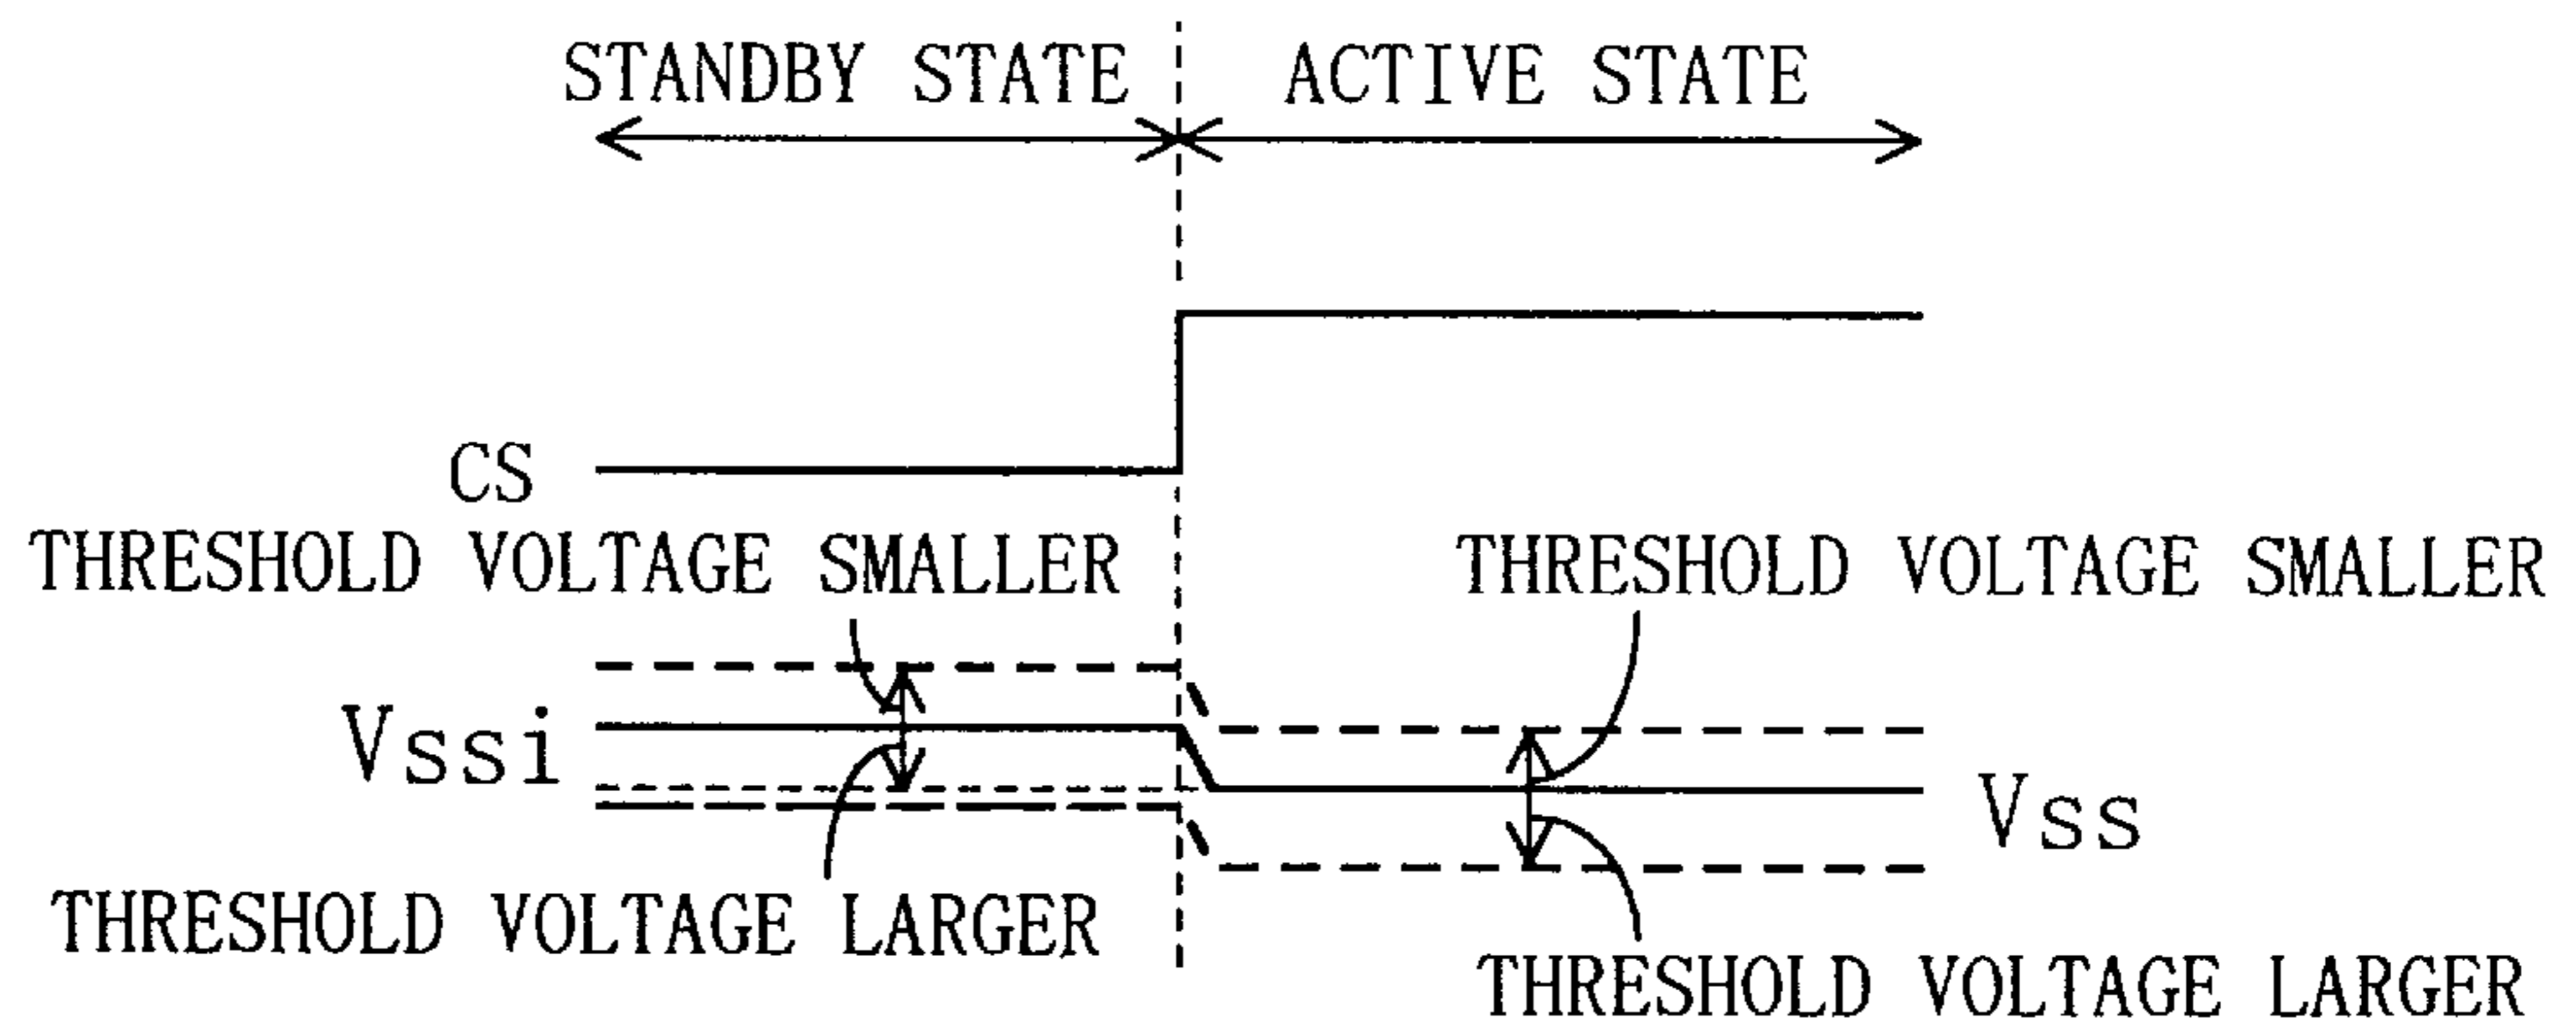 STANDBY STATE
ACTIVE STATE
CS
THRESHOLD VOLTAGE SMALLER
THRESHOLD VOLTAGE SMALLER
Vssi
Vss
THRESHOLD VOLTAGE LARGER
THRESHOLD VOLTAGE LARGER